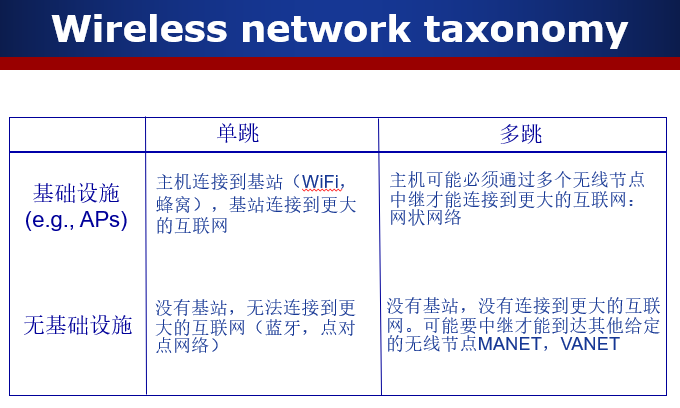 Wireless network taxonomy
单跳
多跳
基础设施
(e.g., APs)
主机连接到基站（WiFi，
蜂窝），基站连接到更大
的互联网
主机可能必须通过多个无线节点
中继才能连接到更大的互联网：
网状网络
无基础设施
没有基站，无法连接到更
大的互联网（蓝牙，点对
点网络）
没有基站，没有连接到更大的互联
网。可能要中继才能到达其他给定
的无线节点MANET，VANET